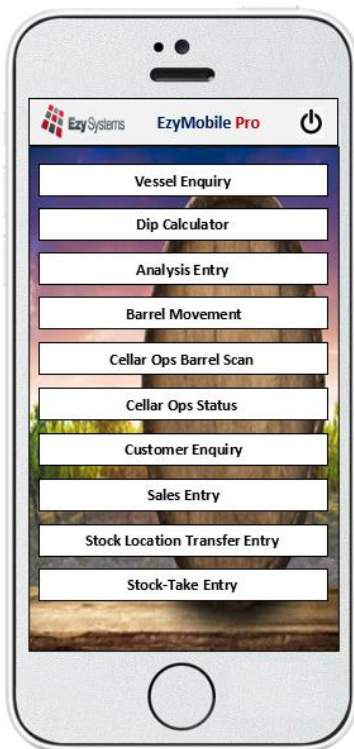 Ezy Systems
EzyMobile Pro
Vessel Enquiry
Dip Calculator
Analysis Entry
Barrel Movement
Cellar Ops Barrel Scan
Cellar Ops Status
Customer Enquiry
Sales Entry
Stock Location Transfer Entry
Stock-Take Entry